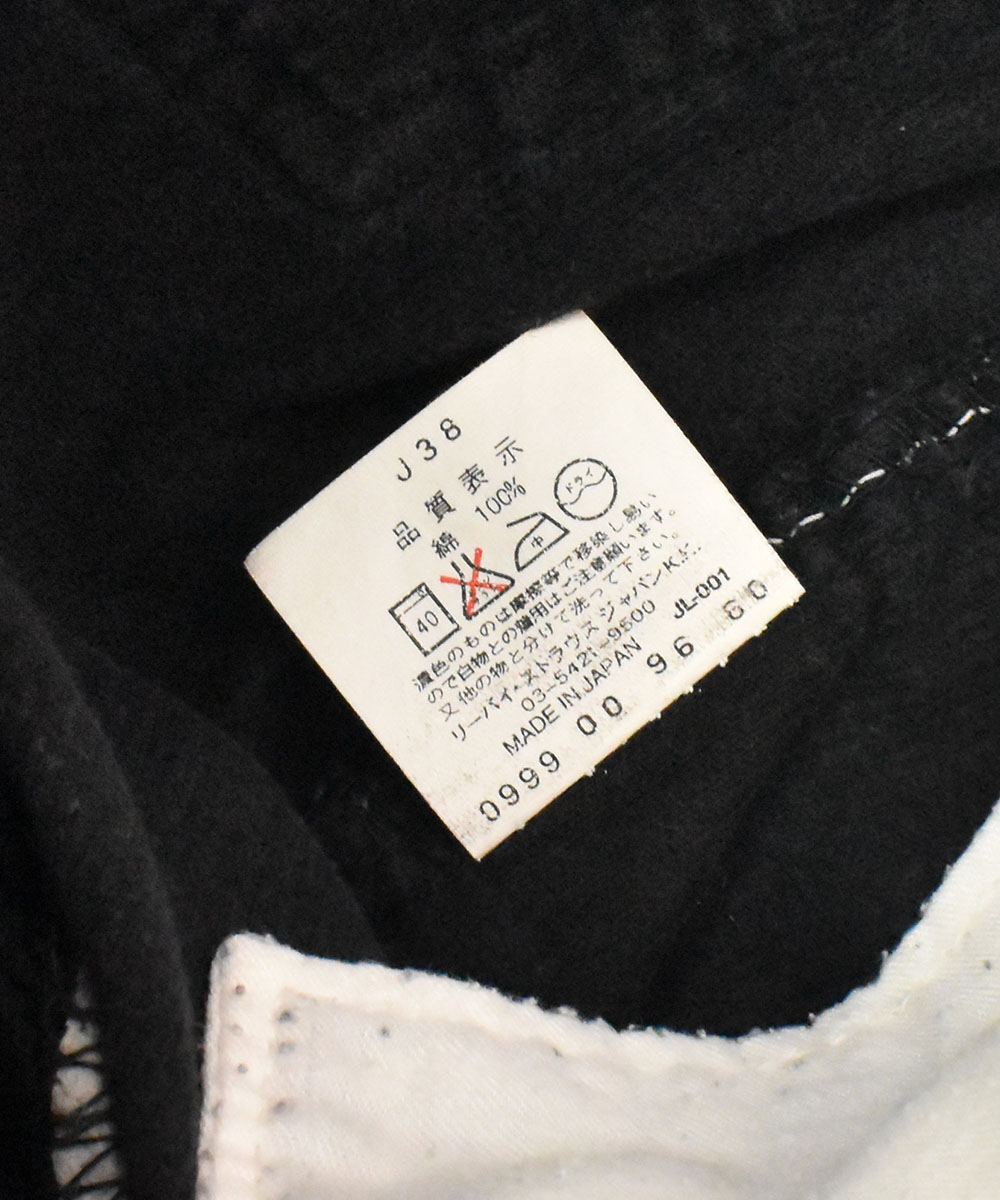 J38
品質表示
綿 100%
40 中 ドライ
濃色のものは摩擦等で移染し易い
ので白物との着用はご注意願います。
又他の物と分けて洗って下さい。
リーバイ・ストラウス ジャパンK.K.
9500
MADE IN JAPAN JL-001
0999 00 96